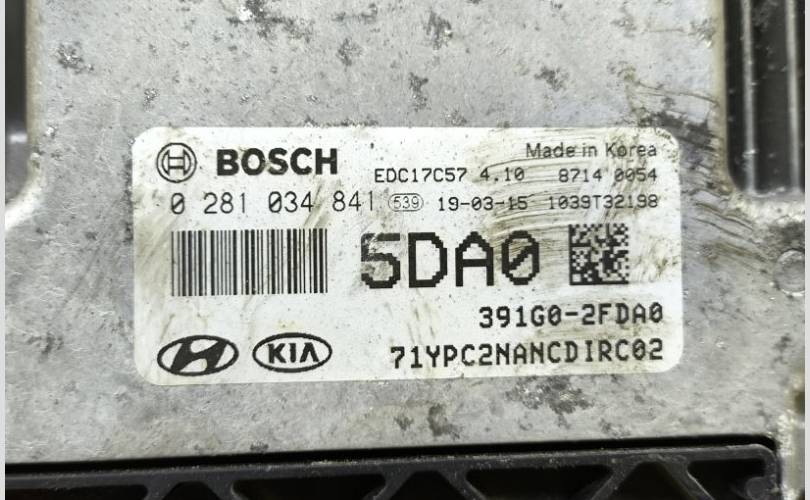 BOSCH
Made in Korea
EDC17C57 4.10 8714 0054
0 281 034 841 539 19-03-15 1039T32198
5DA0
391G0-2FDA0
KIA 71YPC2NANCDIRC02